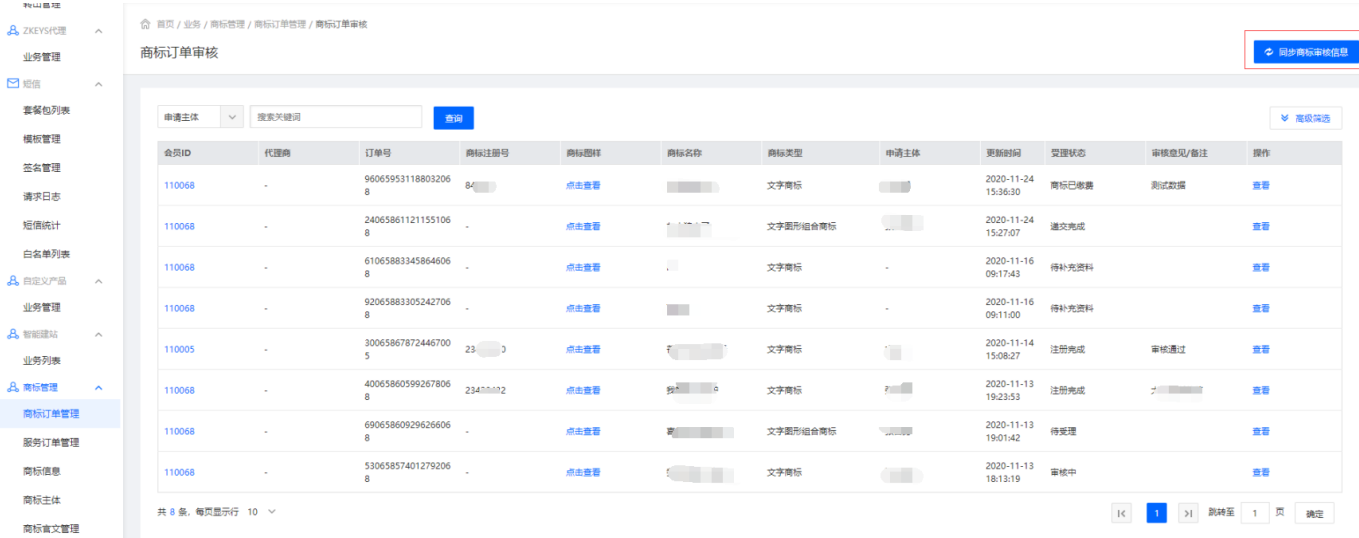 首页 / 业务 / 商标管理 / 商标订单管理 / 商标订单审核
商标订单审核
同步商标审核信息
ZKEYS代理
业务管理
短信
套餐包列表
模板管理
签名管理
请求日志
短信统计
白名单列表
自定义产品
业务管理
智能建站
业务列表
商标管理
商标订单管理
服务订单管理
商标信息
商标主体
商标官文管理
申请主体 搜索关键词 查询 高级筛选
会员ID 代理商 订单号 商标注册号 商标图样 商标名称 商标类型 申请主体 更新时间 受理状态 审核意见/备注 操作
110068 - 96065953118803206 点击查看 文字商标 2020-11-24 商标已缴费 测试数据 查看
8 15:36:30
110068 - 24065861121155106 - 点击查看 文字图形组合商标 2020-11-24 递交完成 查看
8 15:27:07
110068 - 61065883345864606 - 点击查看 文字商标 - 2020-11-16 待补充资料 查看
8 09:17:43
110068 - 92065883305242706 - 点击查看 文字商标 - 2020-11-16 待补充资料 查看
8 09:11:00
110005 - 30065867872446700 点击查看 文字商标 2020-11-14 注册完成 审核通过 查看
5 15:08:27
110068 - 40065860599267806 点击查看 文字商标 2020-11-13 注册完成 查看
8 19:23:53
110068 - 69065860929626606 - 点击查看 文字图形组合商标 2020-11-13 待受理 查看
8 19:01:42
110068 - 53065857401279206 - 点击查看 文字商标 2020-11-13 审核中 查看
8 18:13:19
共 8 条, 每页显示行 10 1 跳转至 1 页 确定